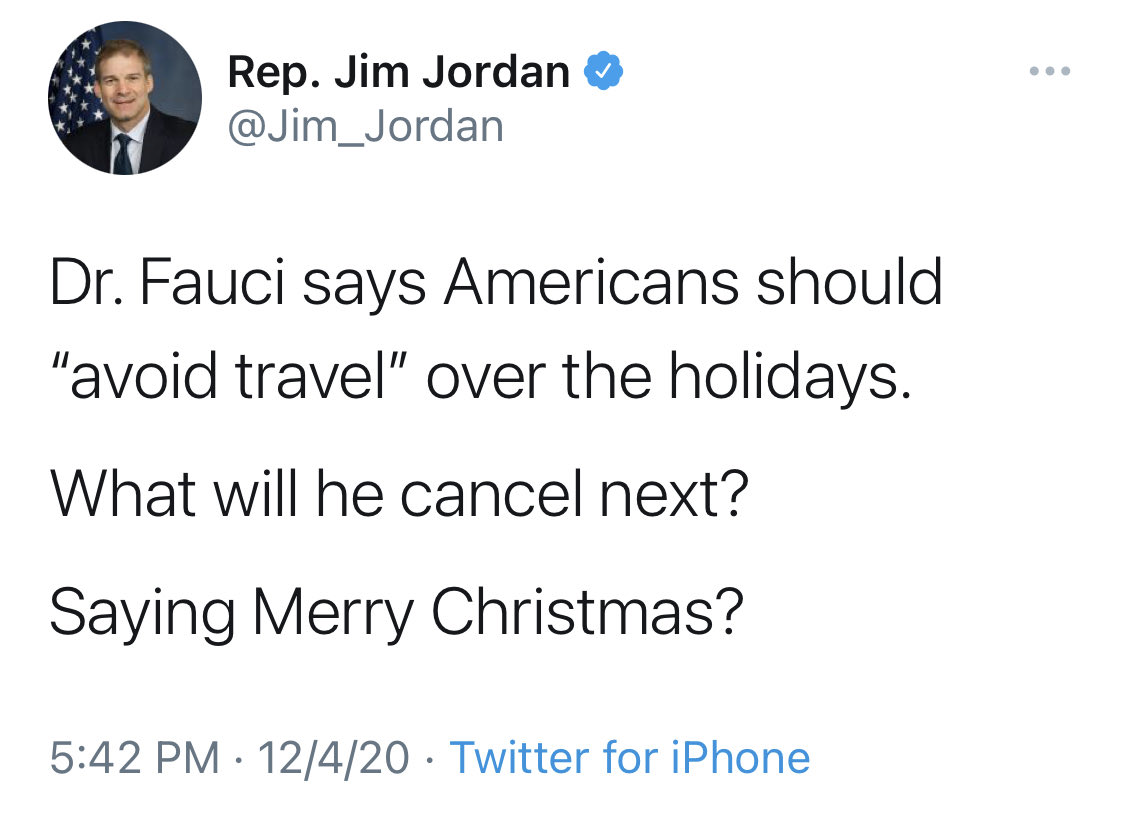 Rep. Jim Jordan
@Jim_Jordan
Dr. Fauci says Americans should
“avoid travel” over the holidays.
What will he cancel next?
Saying Merry Christmas?
5:42 PM · 12/4/20 · Twitter for iPhone